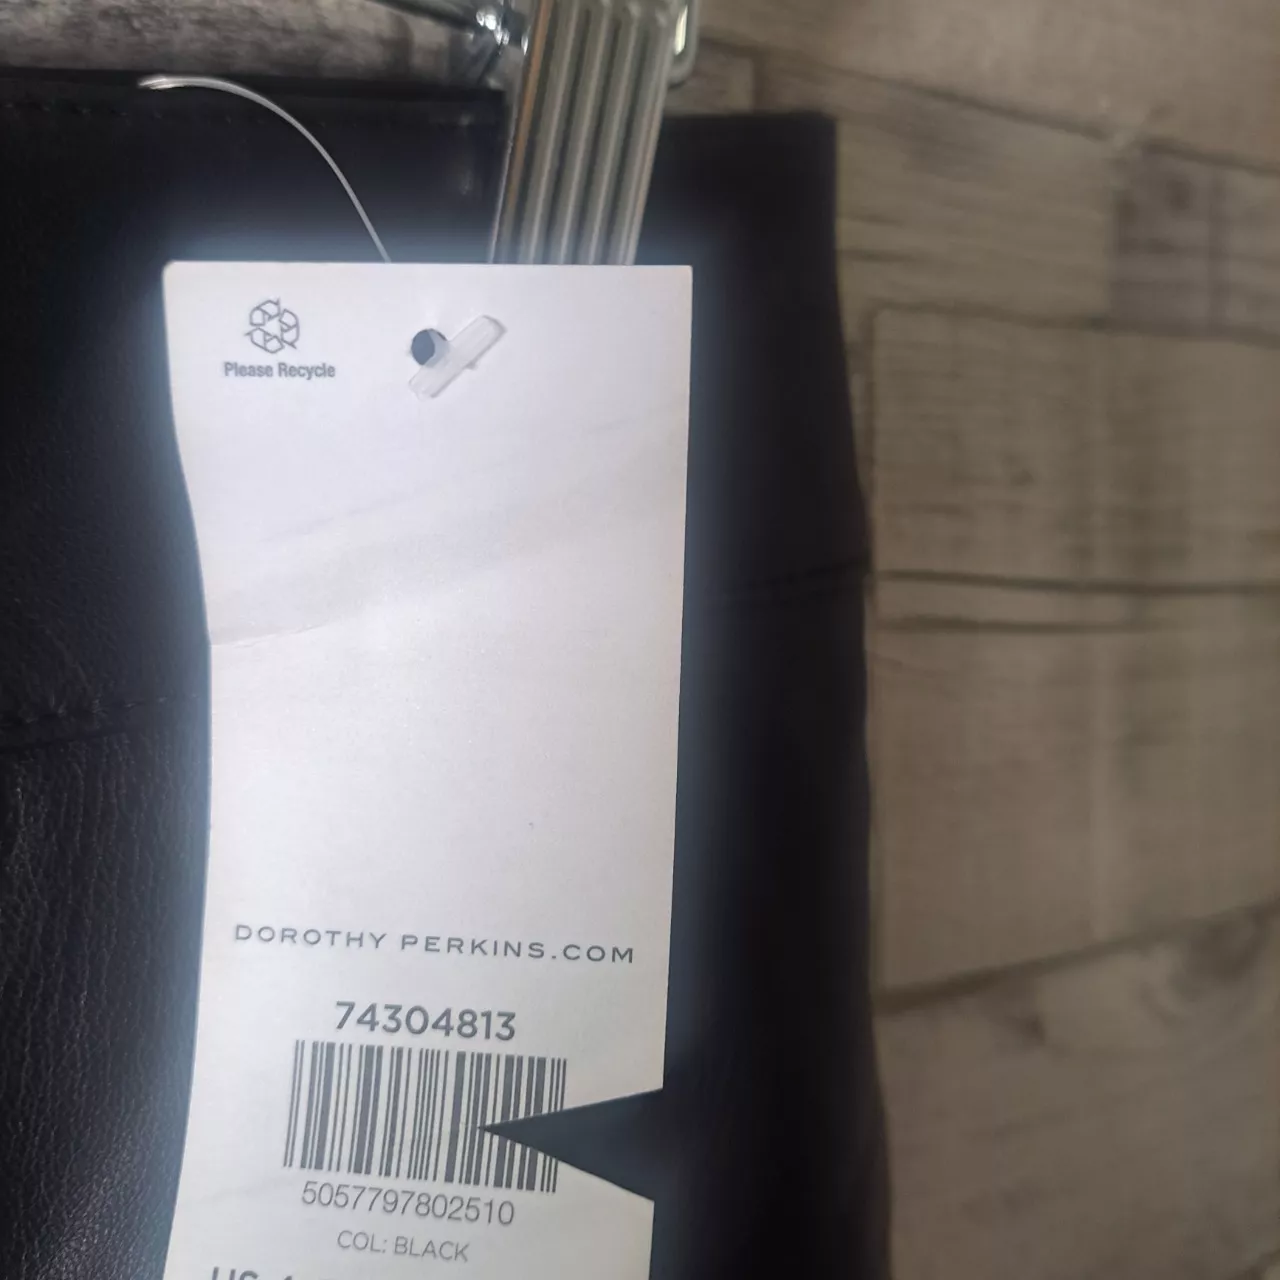 Please Recycle
DOROTHY PERKINS.COM
74304813
5057797802510
COL: BLACK